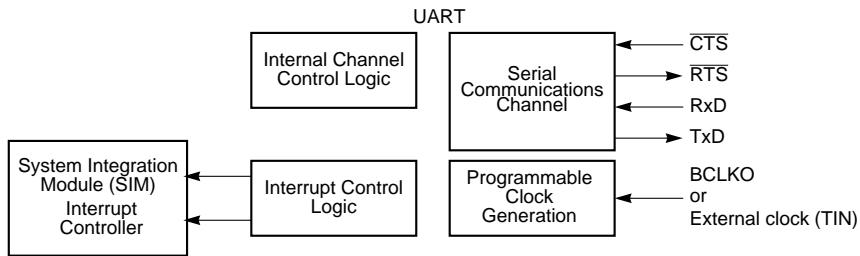 UART
Internal Channel
Control Logic
Serial
Communications
Channel
CTS
RTS
RxD
TxD
System Integration
Module (SIM)
Interrupt
Controller
Interrupt Control
Logic
Programmable
Clock
Generation
BCLKO
or
External clock (TIN)